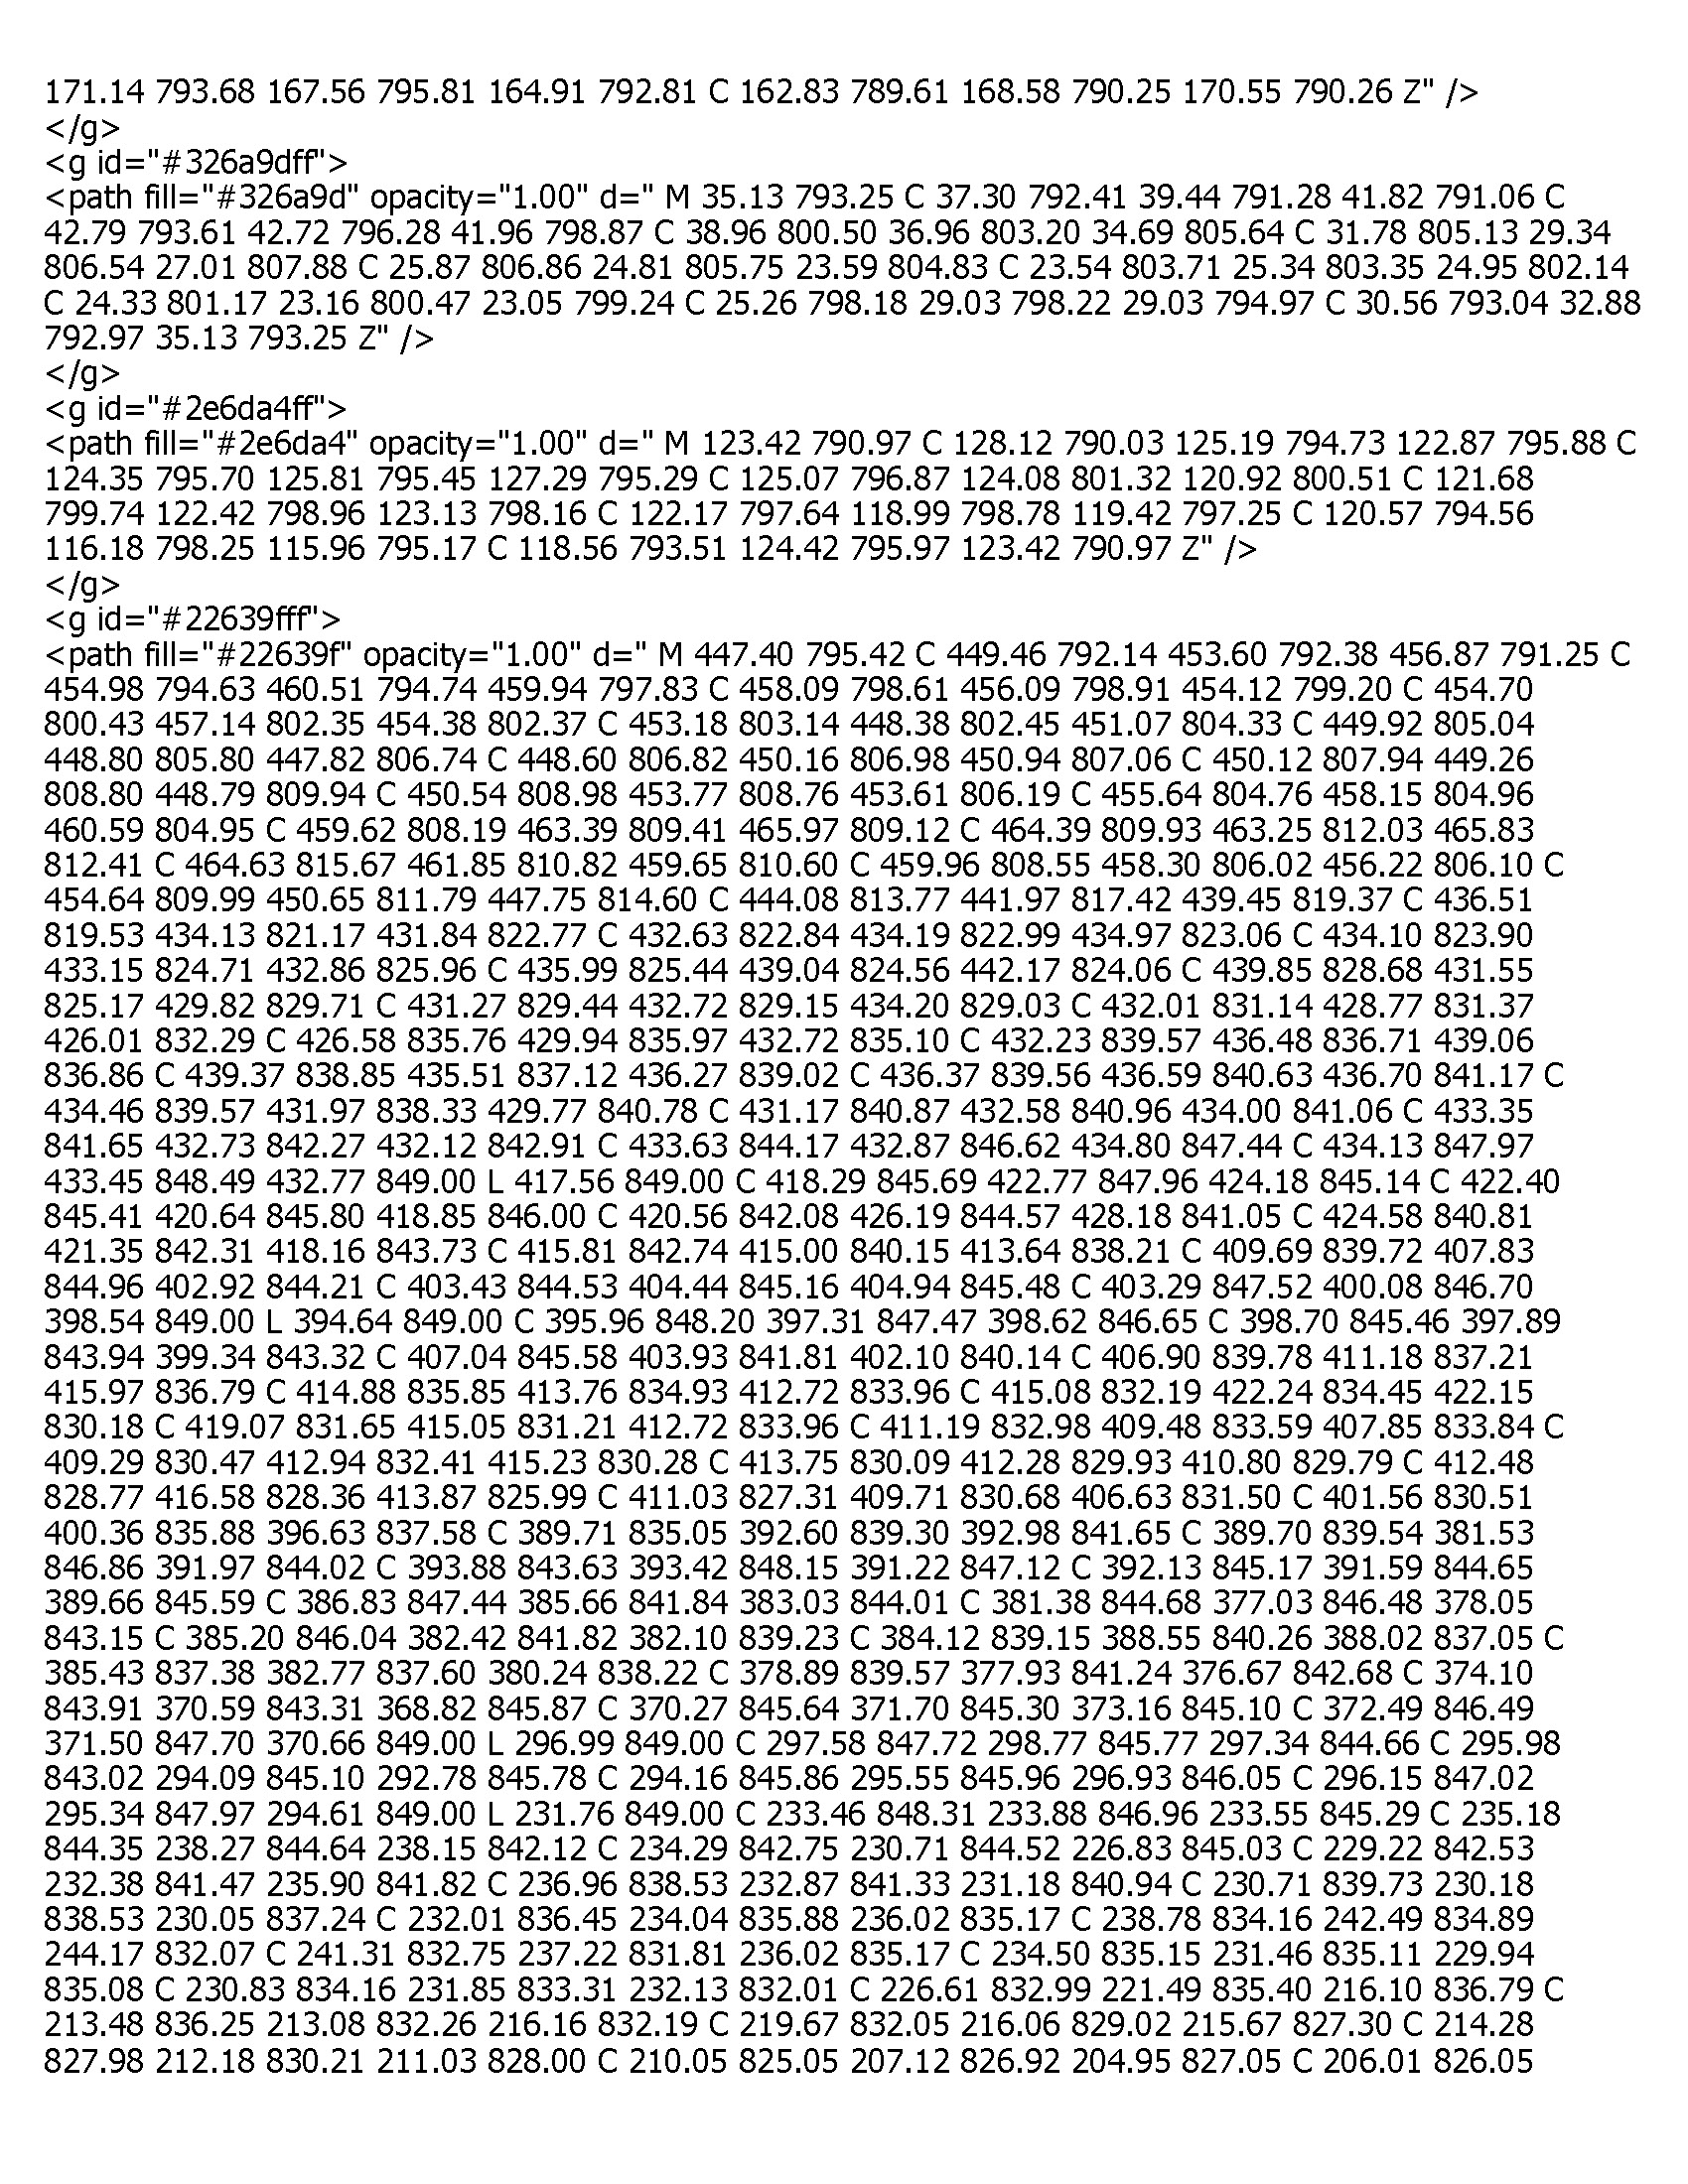 171.14 793.68 167.56 795.81 164.91 792.81 C 162.83 789.61 168.58 790.25 170.55 790.26 Z" />
</g>
<g id="#326a9dff">
<path fill="#326a9d" opacity="1.00" d=" M 35.13 793.25 C 37.30 792.41 39.44 791.28 41.82 791.06 C
42.79 793.61 42.72 796.28 41.96 798.87 C 38.96 800.50 36.96 803.20 34.69 805.64 C 31.78 805.13 29.34
806.54 27.01 807.88 C 25.87 806.86 24.81 805.75 23.59 804.83 C 23.54 803.71 25.34 803.35 24.95 802.14
C 24.33 801.17 23.16 800.47 23.05 799.24 C 25.26 798.18 29.03 798.22 29.03 794.97 C 30.56 793.04 32.88
792.97 35.13 793.25 Z" />
</g>
<g id="#2e6da4ff">
<path fill="#2e6da4" opacity="1.00" d=" M 123.42 790.97 C 128.12 790.03 125.19 794.73 122.87 795.88 C
124.35 795.70 125.81 795.45 127.29 795.29 C 125.07 796.87 124.08 801.32 120.92 800.51 C 121.68
799.74 122.42 798.96 123.13 798.16 C 122.17 797.64 118.99 798.78 119.42 797.25 C 120.57 794.56
116.18 798.25 115.96 795.17 C 118.56 793.51 124.42 795.97 123.42 790.97 Z" />
</g>
<g id="#22639fff">
<path fill="#22639f" opacity="1.00" d=" M 447.40 795.42 C 449.46 792.14 453.60 792.38 456.87 791.25 C
454.98 794.63 460.51 794.74 459.94 797.83 C 458.09 798.61 456.09 798.91 454.12 799.20 C 454.70
800.43 457.14 802.35 454.38 802.37 C 453.18 803.14 448.38 802.45 451.07 804.33 C 449.92 805.04
448.80 805.80 447.82 806.74 C 448.60 806.82 450.16 806.98 450.94 807.06 C 450.12 807.94 449.26
808.80 448.79 809.94 C 450.54 808.98 453.77 808.76 453.61 806.19 C 455.64 804.76 458.15 804.96
460.59 804.95 C 459.62 808.19 463.39 809.41 465.97 809.12 C 464.39 809.93 463.25 812.03 465.83
812.41 C 464.63 815.67 461.85 810.82 459.65 810.60 C 459.96 808.55 458.30 806.02 456.22 806.10 C
454.64 809.99 450.65 811.79 447.75 814.60 C 444.08 813.77 441.97 817.42 439.45 819.37 C 436.51
819.53 434.13 821.17 431.84 822.77 C 432.63 822.84 434.19 822.99 434.97 823.06 C 434.10 823.90
433.15 824.71 432.86 825.96 C 435.99 825.44 439.04 824.56 442.17 824.06 C 439.85 828.68 431.55
825.17 429.82 829.71 C 431.27 829.44 432.72 829.15 434.20 829.03 C 432.01 831.14 428.77 831.37
426.01 832.29 C 426.58 835.76 429.94 835.97 432.72 835.10 C 432.23 839.57 436.48 836.71 439.06
836.86 C 439.37 838.85 435.51 837.12 436.27 839.02 C 436.37 839.56 436.59 840.63 436.70 841.17 C
434.46 839.57 431.97 838.33 429.77 840.78 C 431.17 840.87 432.58 840.96 434.00 841.06 C 433.35
841.65 432.73 842.27 432.12 842.91 C 433.63 844.17 432.87 846.62 434.80 847.44 C 434.13 847.97
433.45 848.49 432.77 849.00 L 417.56 849.00 C 418.29 845.69 422.77 847.96 424.18 845.14 C 422.40
845.41 420.64 845.80 418.85 846.00 C 420.56 842.08 426.19 844.57 428.18 841.05 C 424.58 840.81
421.35 842.31 418.16 843.73 C 415.81 842.74 415.00 840.15 413.64 838.21 C 409.69 839.72 407.83
844.96 402.92 844.21 C 403.43 844.53 404.44 845.16 404.94 845.48 C 403.29 847.52 400.08 846.70
398.54 849.00 L 394.64 849.00 C 395.96 848.20 397.31 847.47 398.62 846.65 C 398.70 845.46 397.89
843.94 399.34 843.32 C 407.04 845.58 403.93 841.81 402.10 840.14 C 406.90 839.78 411.18 837.21
415.97 836.79 C 414.88 835.85 413.76 834.93 412.72 833.96 C 415.08 832.19 422.24 834.45 422.15
830.18 C 419.07 831.65 415.05 831.21 412.72 833.96 C 411.19 832.98 409.48 833.59 407.85 833.84 C
409.29 830.47 412.94 832.41 415.23 830.28 C 413.75 830.09 412.28 829.93 410.80 829.79 C 412.48
828.77 416.58 828.36 413.87 825.99 C 411.03 827.31 409.71 830.68 406.63 831.50 C 401.56 830.51
400.36 835.88 396.63 837.58 C 389.71 835.05 392.60 839.30 392.98 841.65 C 389.70 839.54 381.53
846.86 391.97 844.02 C 393.88 843.63 393.42 848.15 391.22 847.12 C 392.13 845.17 391.59 844.65
389.66 845.59 C 386.83 847.44 385.66 841.84 383.03 844.01 C 381.38 844.68 377.03 846.48 378.05
843.15 C 385.20 846.04 382.42 841.82 382.10 839.23 C 384.12 839.15 388.55 840.26 388.02 837.05 C
385.43 837.38 382.77 837.60 380.24 838.22 C 378.89 839.57 377.93 841.24 376.67 842.68 C 374.10
843.91 370.59 843.31 368.82 845.87 C 370.27 845.64 371.70 845.30 373.16 845.10 C 372.49 846.49
371.50 847.70 370.66 849.00 L 296.99 849.00 C 297.58 847.72 298.77 845.77 297.34 844.66 C 295.98
843.02 294.09 845.10 292.78 845.78 C 294.16 845.86 295.55 845.96 296.93 846.05 C 296.15 847.02
295.34 847.97 294.61 849.00 L 231.76 849.00 C 233.46 848.31 233.88 846.96 233.55 845.29 C 235.18
844.35 238.27 844.64 238.15 842.12 C 234.29 842.75 230.71 844.52 226.83 845.03 C 229.22 842.53
232.38 841.47 235.90 841.82 C 236.96 838.53 232.87 841.33 231.18 840.94 C 230.71 839.73 230.18
838.53 230.05 837.24 C 232.01 836.45 234.04 835.88 236.02 835.17 C 238.78 834.16 242.49 834.89
244.17 832.07 C 241.31 832.75 237.22 831.81 236.02 835.17 C 234.50 835.15 231.46 835.11 229.94
835.08 C 230.83 834.16 231.85 833.31 232.13 832.01 C 226.61 832.99 221.49 835.40 216.10 836.79 C
213.48 836.25 213.08 832.26 216.16 832.19 C 219.67 832.05 216.06 829.02 215.67 827.30 C 214.28
827.98 212.18 830.21 211.03 828.00 C 210.05 825.05 207.12 826.92 204.95 827.05 C 206.01 826.05